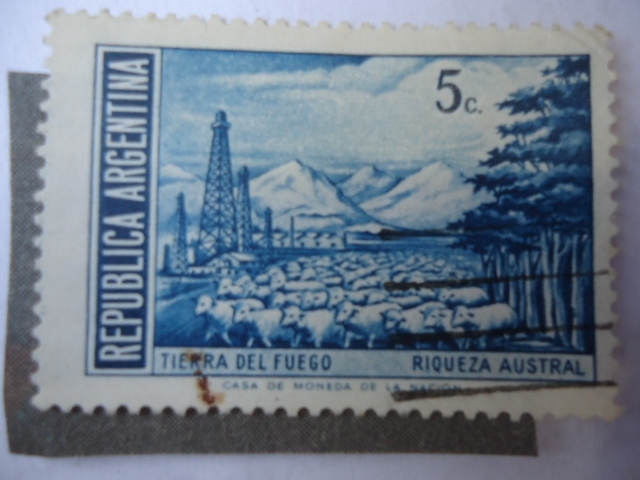 REPUBLICA ARGENTINA
5c.
TIERRA DEL FUEGO RIQUEZA AUSTRAL
CASA DE MONEDA DE LA NACION